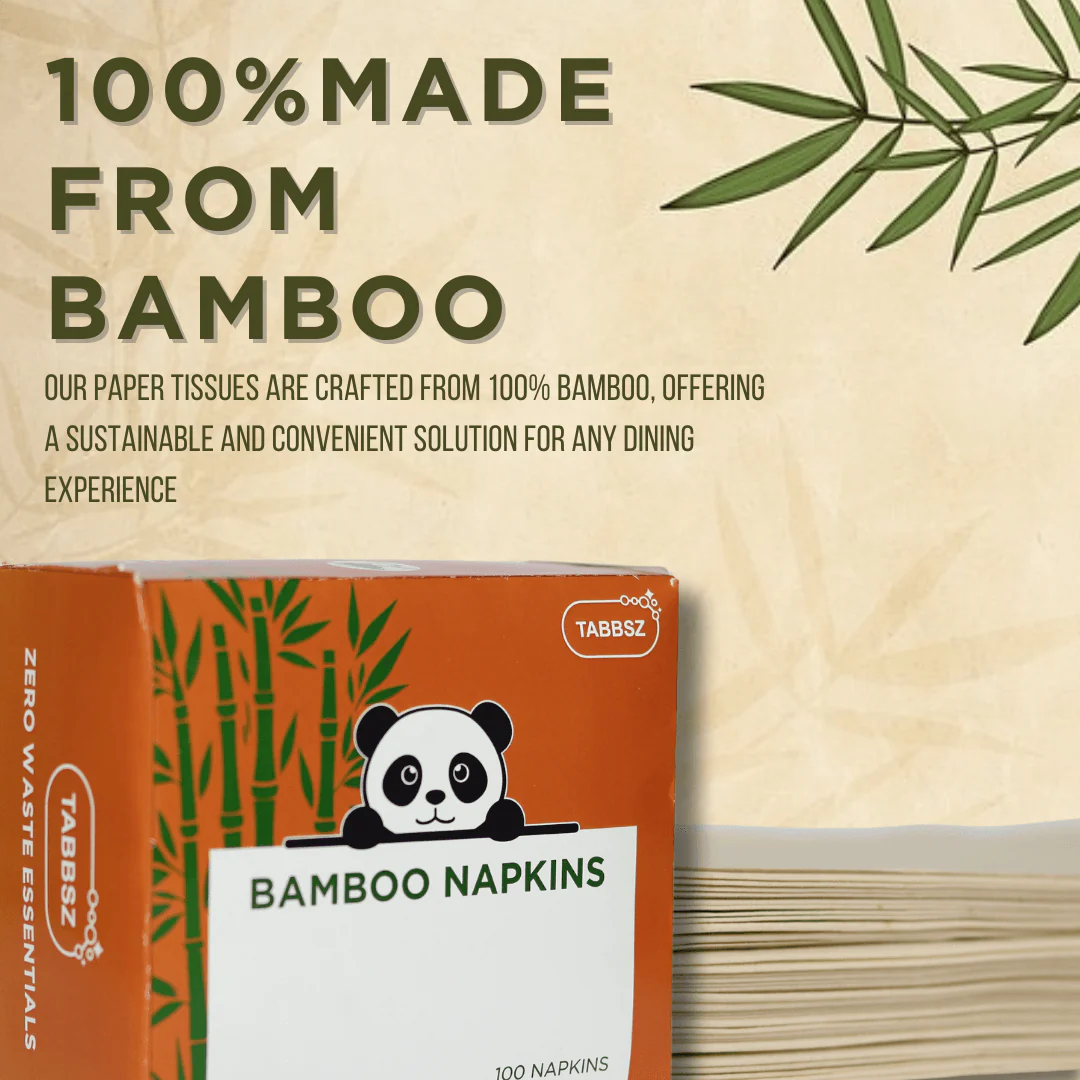 100%MADE
FROM
BAMBOO
OUR PAPER TISSUES ARE CRAFTED FROM 100% BAMBOO, OFFERING
A SUSTAINABLE AND CONVENIENT SOLUTION FOR ANY DINING
EXPERIENCE
TABBSZ
BAMBOO NAPKINS
100 NAPKINS
ZERO WASTE ESSENTIALS
TABBSZ